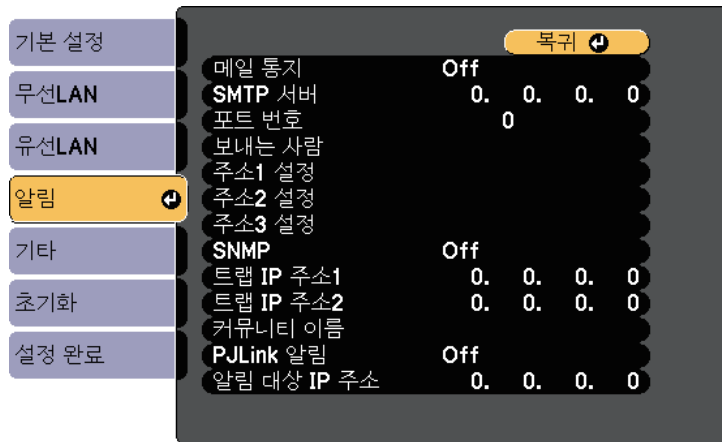 기본 설정
무선LAN
유선LAN
알림
기타
초기화
설정 완료
복귀
메일 통지 Off
SMTP 서버 0. 0. 0. 0
포트 번호 0
보내는 사람
주소1 설정
주소2 설정
주소3 설정
SNMP Off
트랩 IP 주소1 0. 0. 0. 0
트랩 IP 주소2 0. 0. 0. 0
커뮤니티 이름
PJLink 알림 Off
알림 대상 IP 주소 0. 0. 0. 0